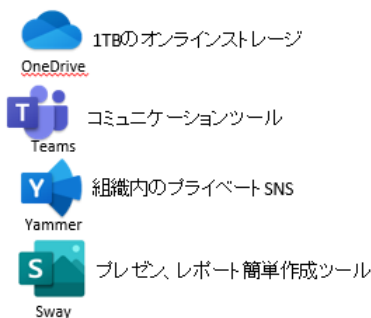 1TBのオンラインストレージ
OneDrive
T
コミュニケーションツール
Teams
Y
組織内のプライベートSNS
Yammer
S
プレゼン、レポート簡単作成ツール
Sway